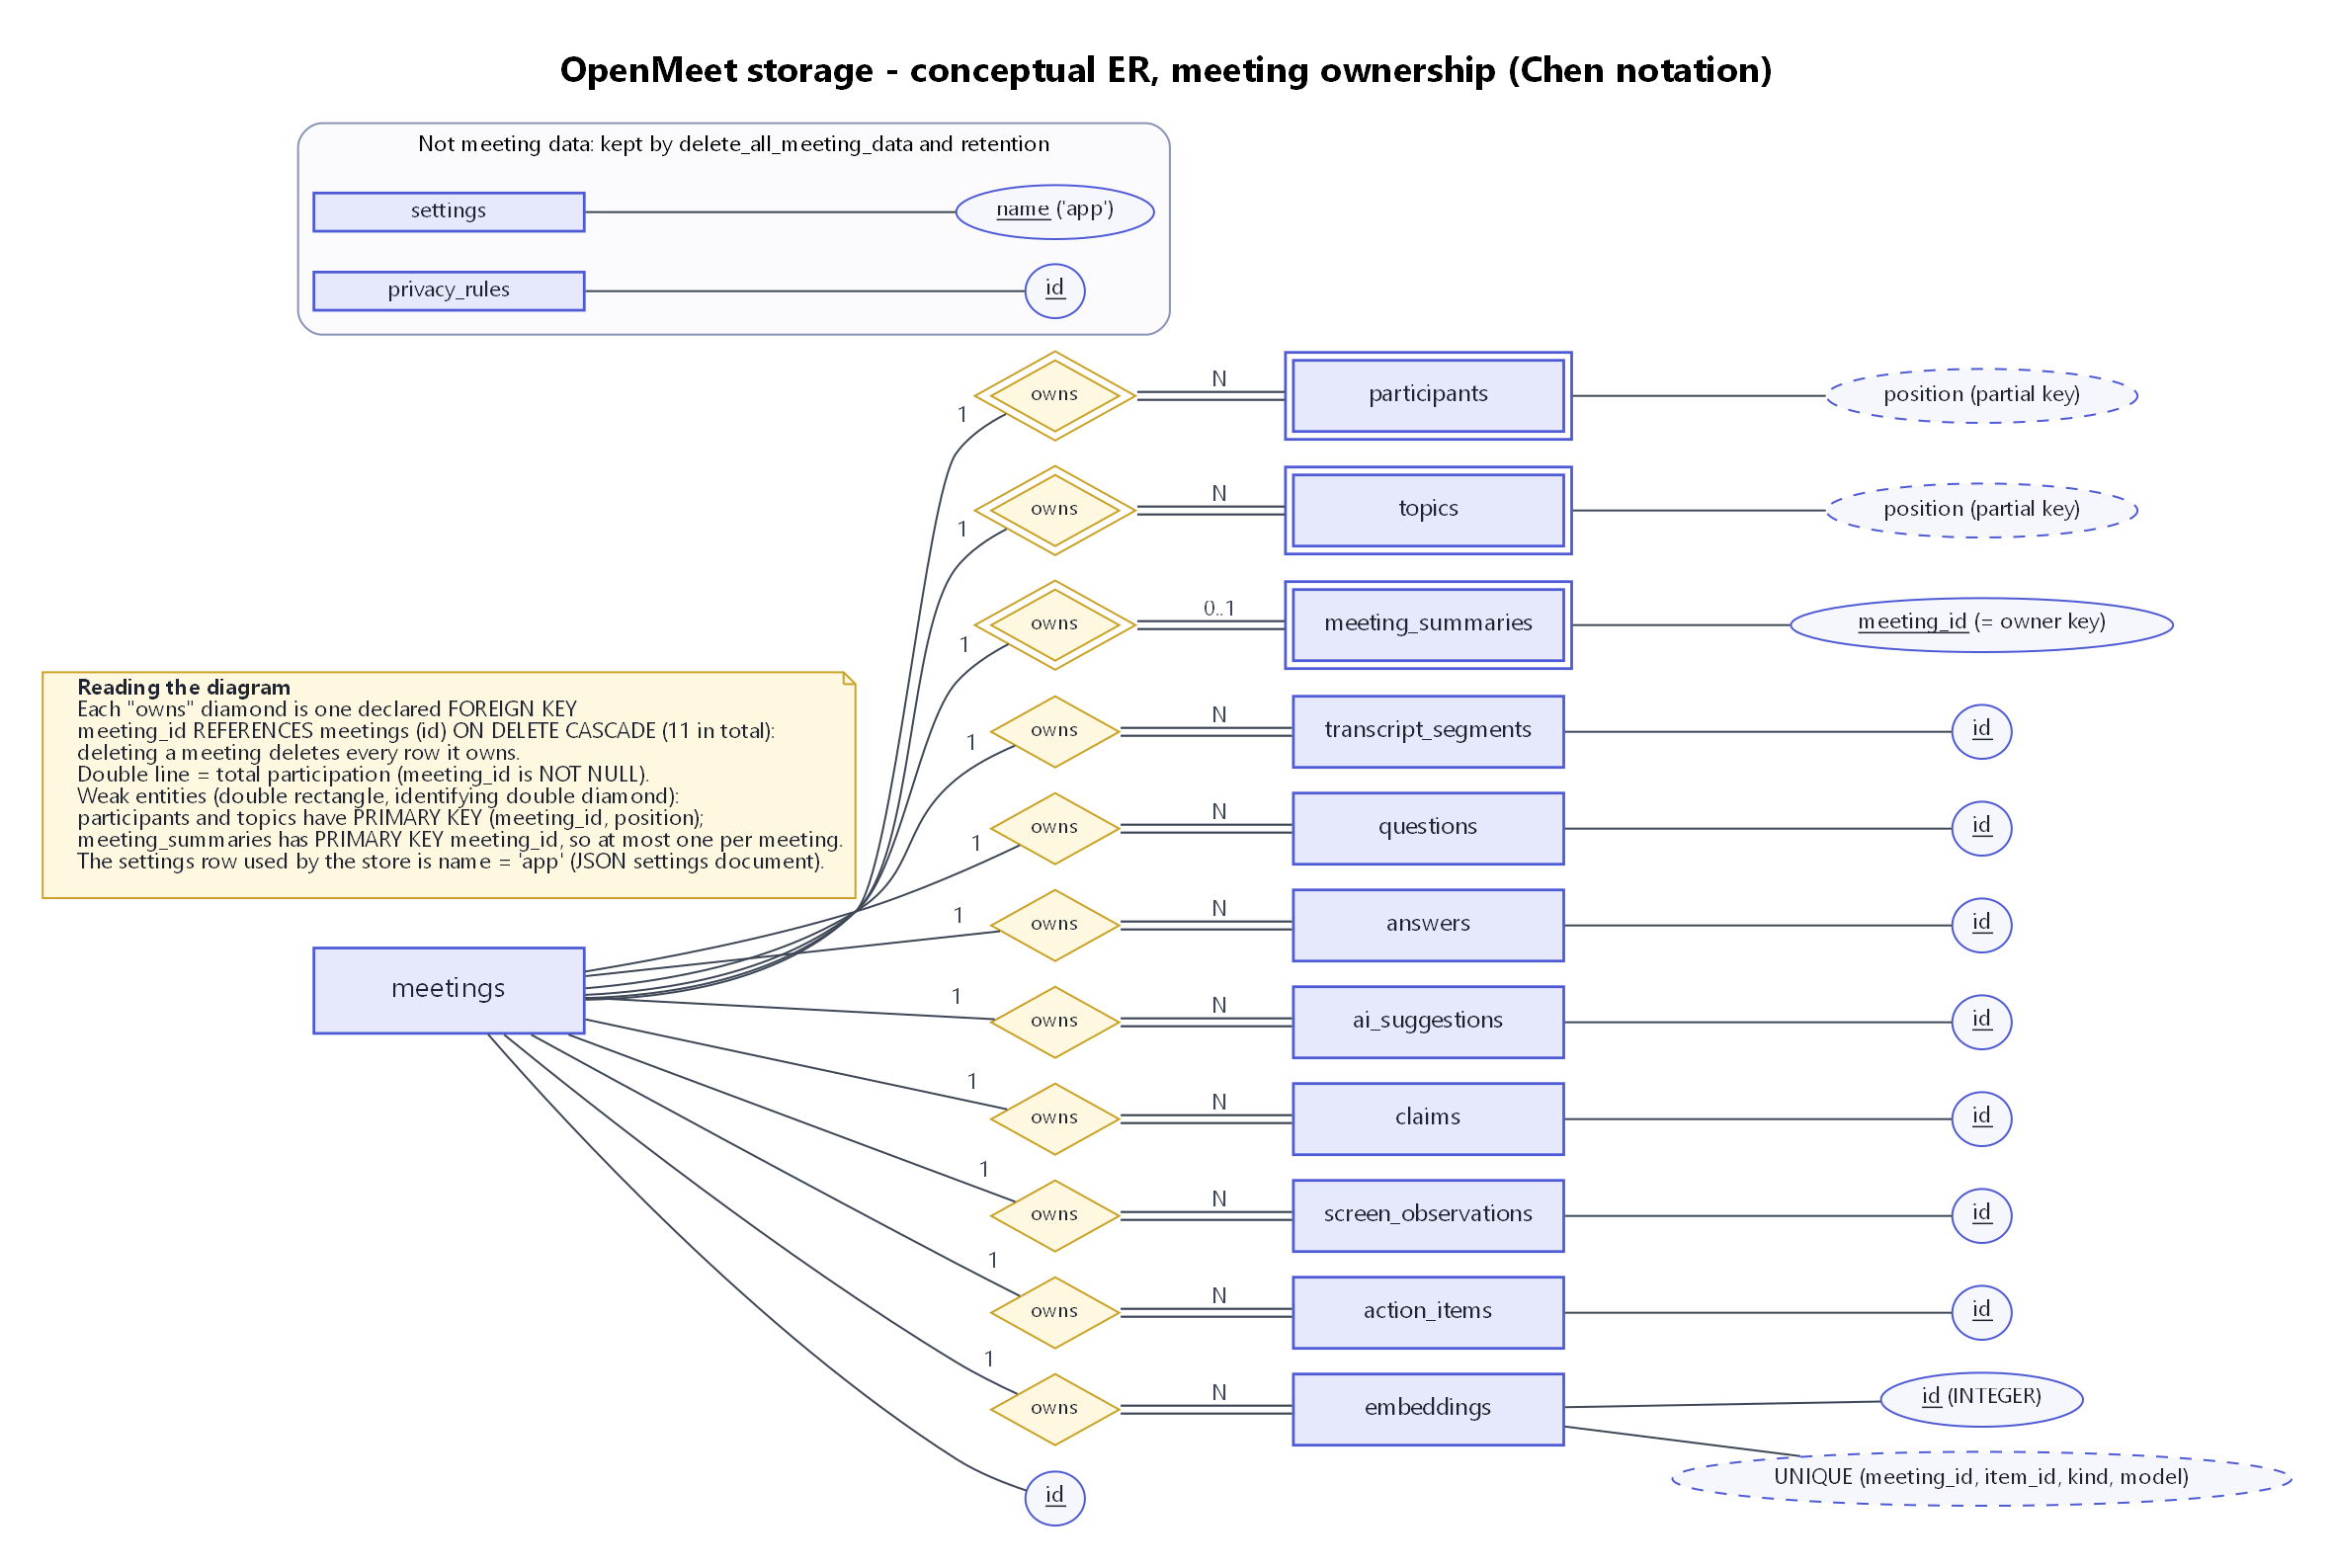 OpenMeet storage - conceptual ER, meeting ownership (Chen notation)
Not meeting data: kept by delete_all_meeting_data and retention
settings
name ('app')
privacy_rules
id
1
owns
N
participants
position (partial key)
1
owns
N
topics
position (partial key)
1
owns
0..1
meeting_summaries
meeting_id (= owner key)
Reading the diagram
Each "owns" diamond is one declared FOREIGN KEY
meeting_id REFERENCES meetings (id) ON DELETE CASCADE (11 in total):
deleting a meeting deletes every row it owns.
Double line = total participation (meeting_id is NOT NULL).
Weak entities (double rectangle, identifying double diamond):
participants and topics have PRIMARY KEY (meeting_id, position);
meeting_summaries has PRIMARY KEY meeting_id, so at most one per meeting.
The settings row used by the store is name = 'app' (JSON settings document).
1
owns
N
transcript_segments
id
1
owns
N
questions
id
1
owns
N
answers
id
meetings
1
owns
N
ai_suggestions
id
1
owns
N
claims
id
1
owns
N
screen_observations
id
1
owns
N
action_items
id
1
owns
N
embeddings
id (INTEGER)
UNIQUE (meeting_id, item_id, kind, model)
id